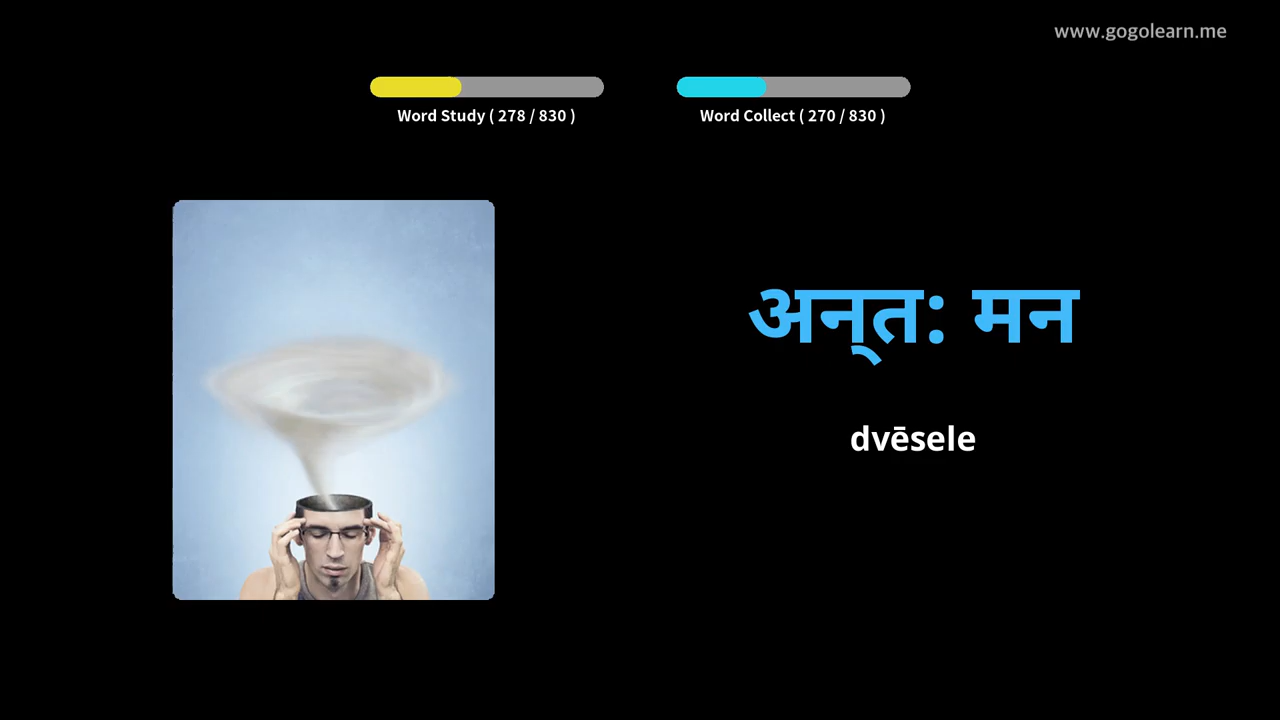 www.gogolearn.me
Word Study ( 278 / 830 )
Word Collect ( 270 / 830 )
अन्‌त: मन
dvēsele